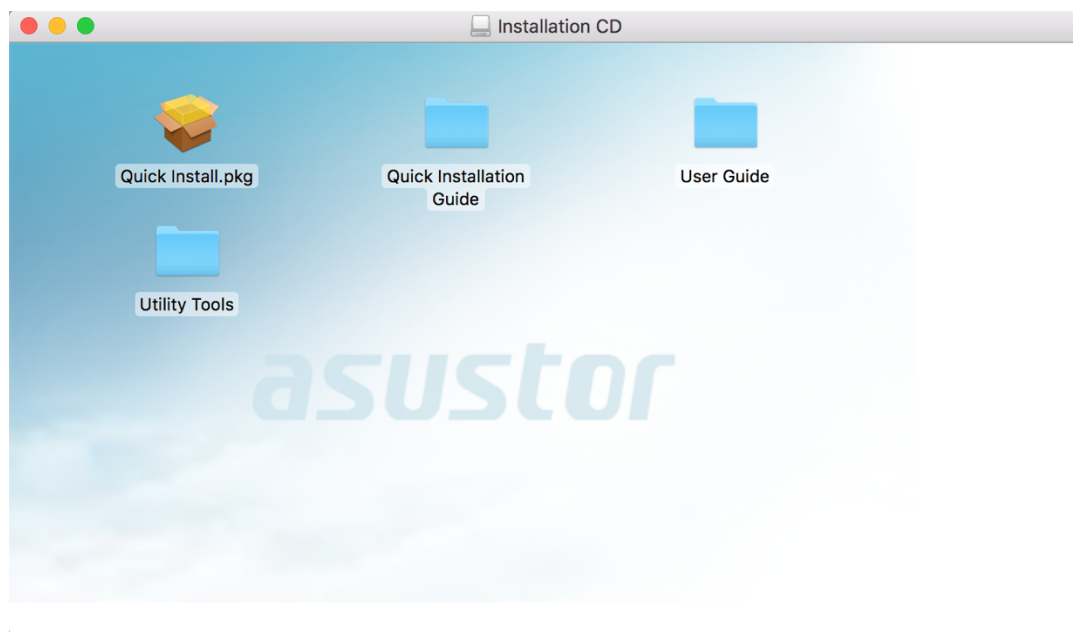 Installation CD
Quick Install.pkg
Quick Installation
Guide
User Guide
Utility Tools
asustor